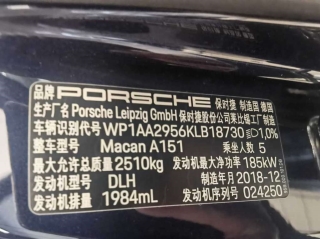 PORSCHE 保时捷 制造国 德国
生产厂名 Porsche Leipzig GmbH 保时捷股份公司莱比锡工厂制造
车辆识别代号 WP1AA2956KLB18730 1,0%
整车型号 Macan A151 乘坐人数 5
最大允许总质量 2510kg 发动机最大净功率 185kW
发动机型号 DLH 制造年月 2018-12
发动机排量 1984mL 发动机序号 024250